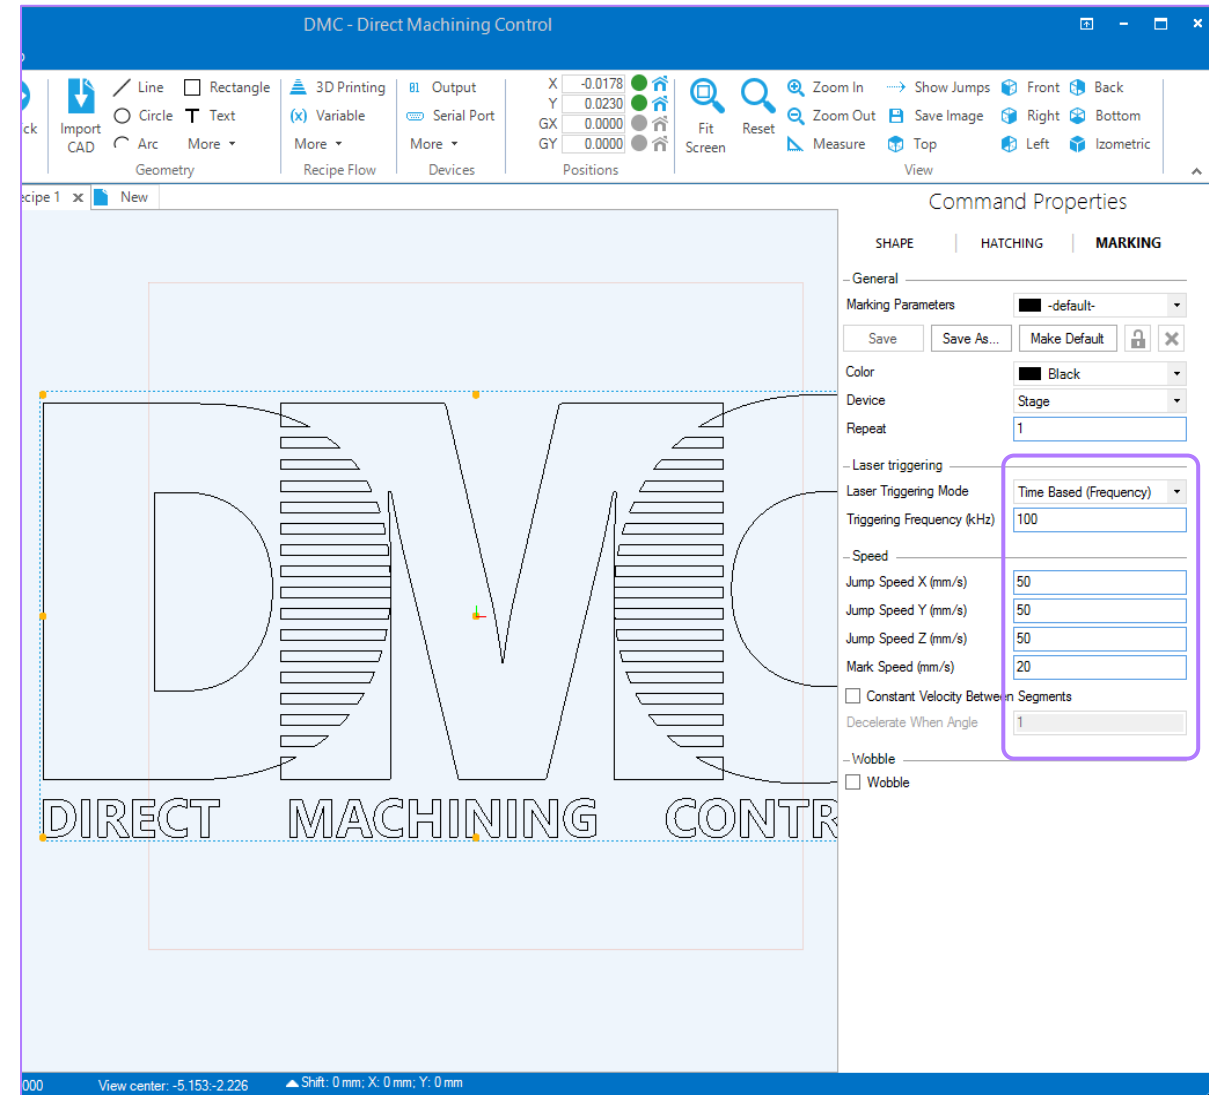 DMC - Direct Machining Control
Import CAD
Line
Rectangle
Circle
Text
Arc
More
Geometry
3D Printing
(x) Variable
More
Recipe Flow
Output
Serial Port
More
Devices
X -0.0178
Y 0.0230
GX 0.0000
GY 0.0000
Positions
Fit Screen
Reset
Zoom In
Zoom Out
Measure
Show Jumps
Save Image
Top
Front
Right
Left
Back
Bottom
Izometric
View
ecipe 1
New
Command Properties
SHAPE HATCHING MARKING
General
Marking Parameters -default-
Save Save As... Make Default
Color Black
Device Stage
Repeat 1
Laser triggering
Laser Triggering Mode Time Based (Frequency)
Triggering Frequency (kHz) 100
Speed
Jump Speed X (mm/s) 50
Jump Speed Y (mm/s) 50
Jump Speed Z (mm/s) 50
Mark Speed (mm/s) 20
Constant Velocity Between Segments
Decelerate When Angle 1
Wobble
Wobble
DMC
DIRECT MACHINING CONTR
000 View center: -5.153:-2.226 Shift: 0 mm; X: 0 mm; Y: 0 mm